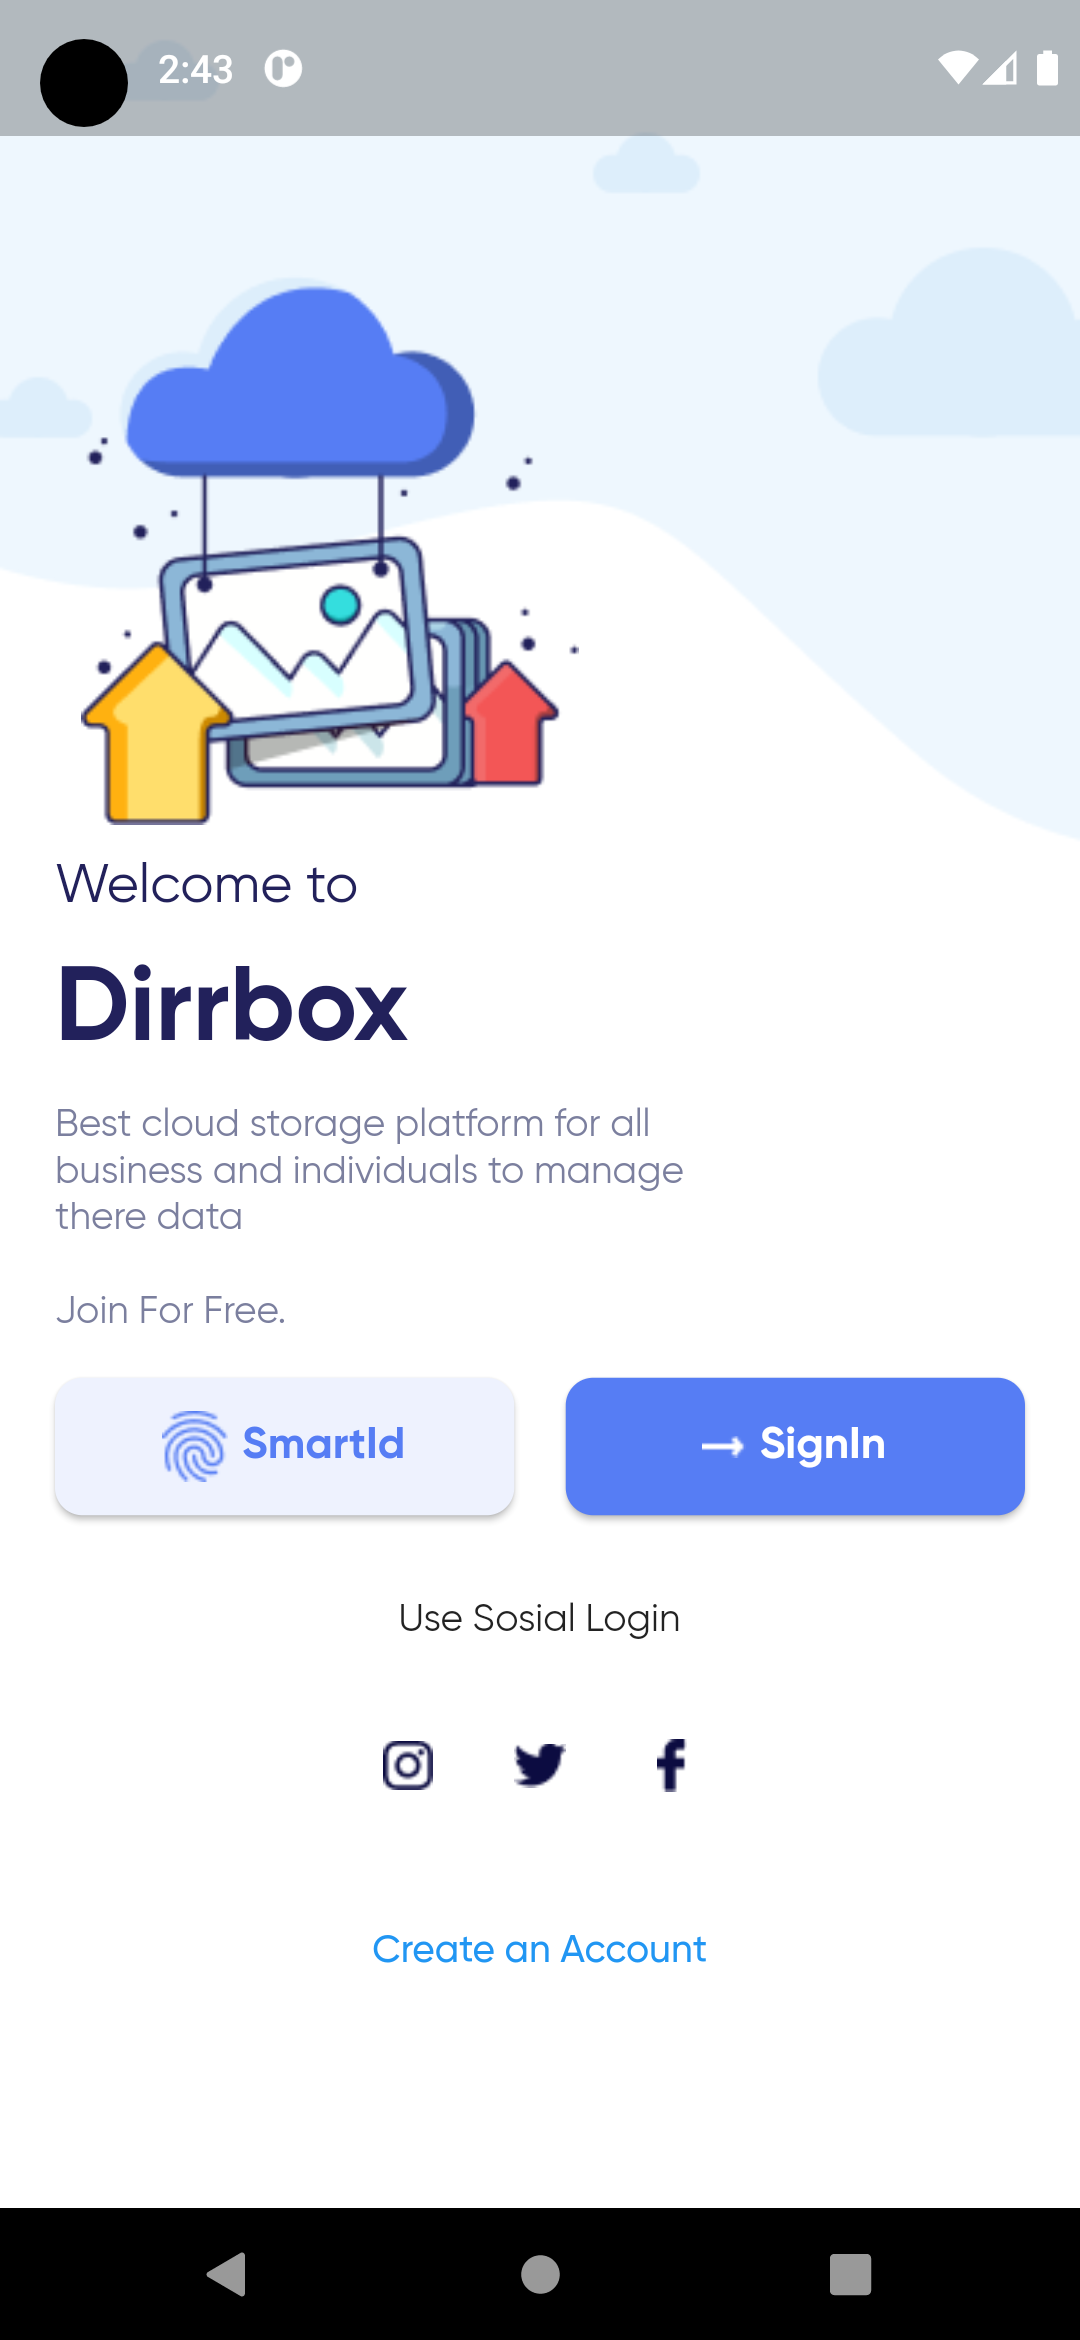 2:43
Welcome to
Dirrbox
Best cloud storage platform for all
business and individuals to manage
there data
Join For Free.
SmartId
SignIn
Use Sosial Login
Create an Account